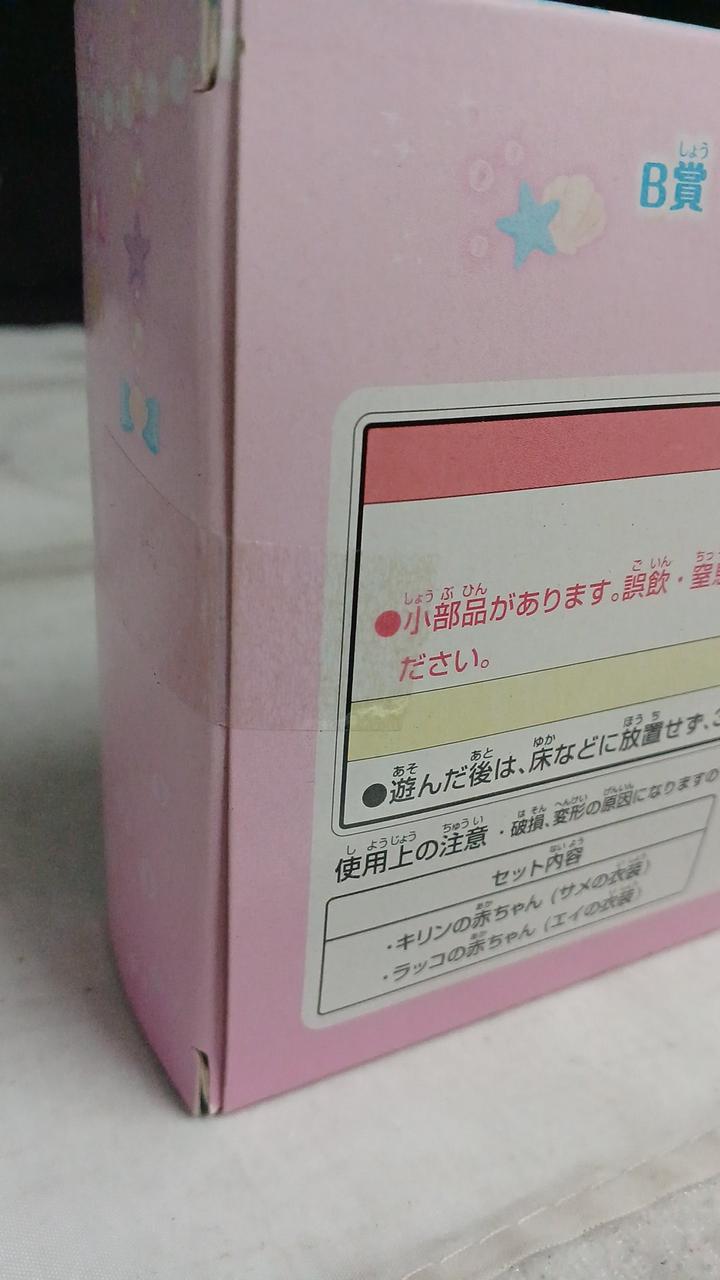 B賞
●小部品があります。誤飲・窒息
ださい。
●遊んだ後は、床などに放置せず、3
使用上の注意 ・破損、変形の原因になりますの
セット内容
・キリンの赤ちゃん(サメの衣装)
・ラッコの赤ちゃん(エイの衣装)